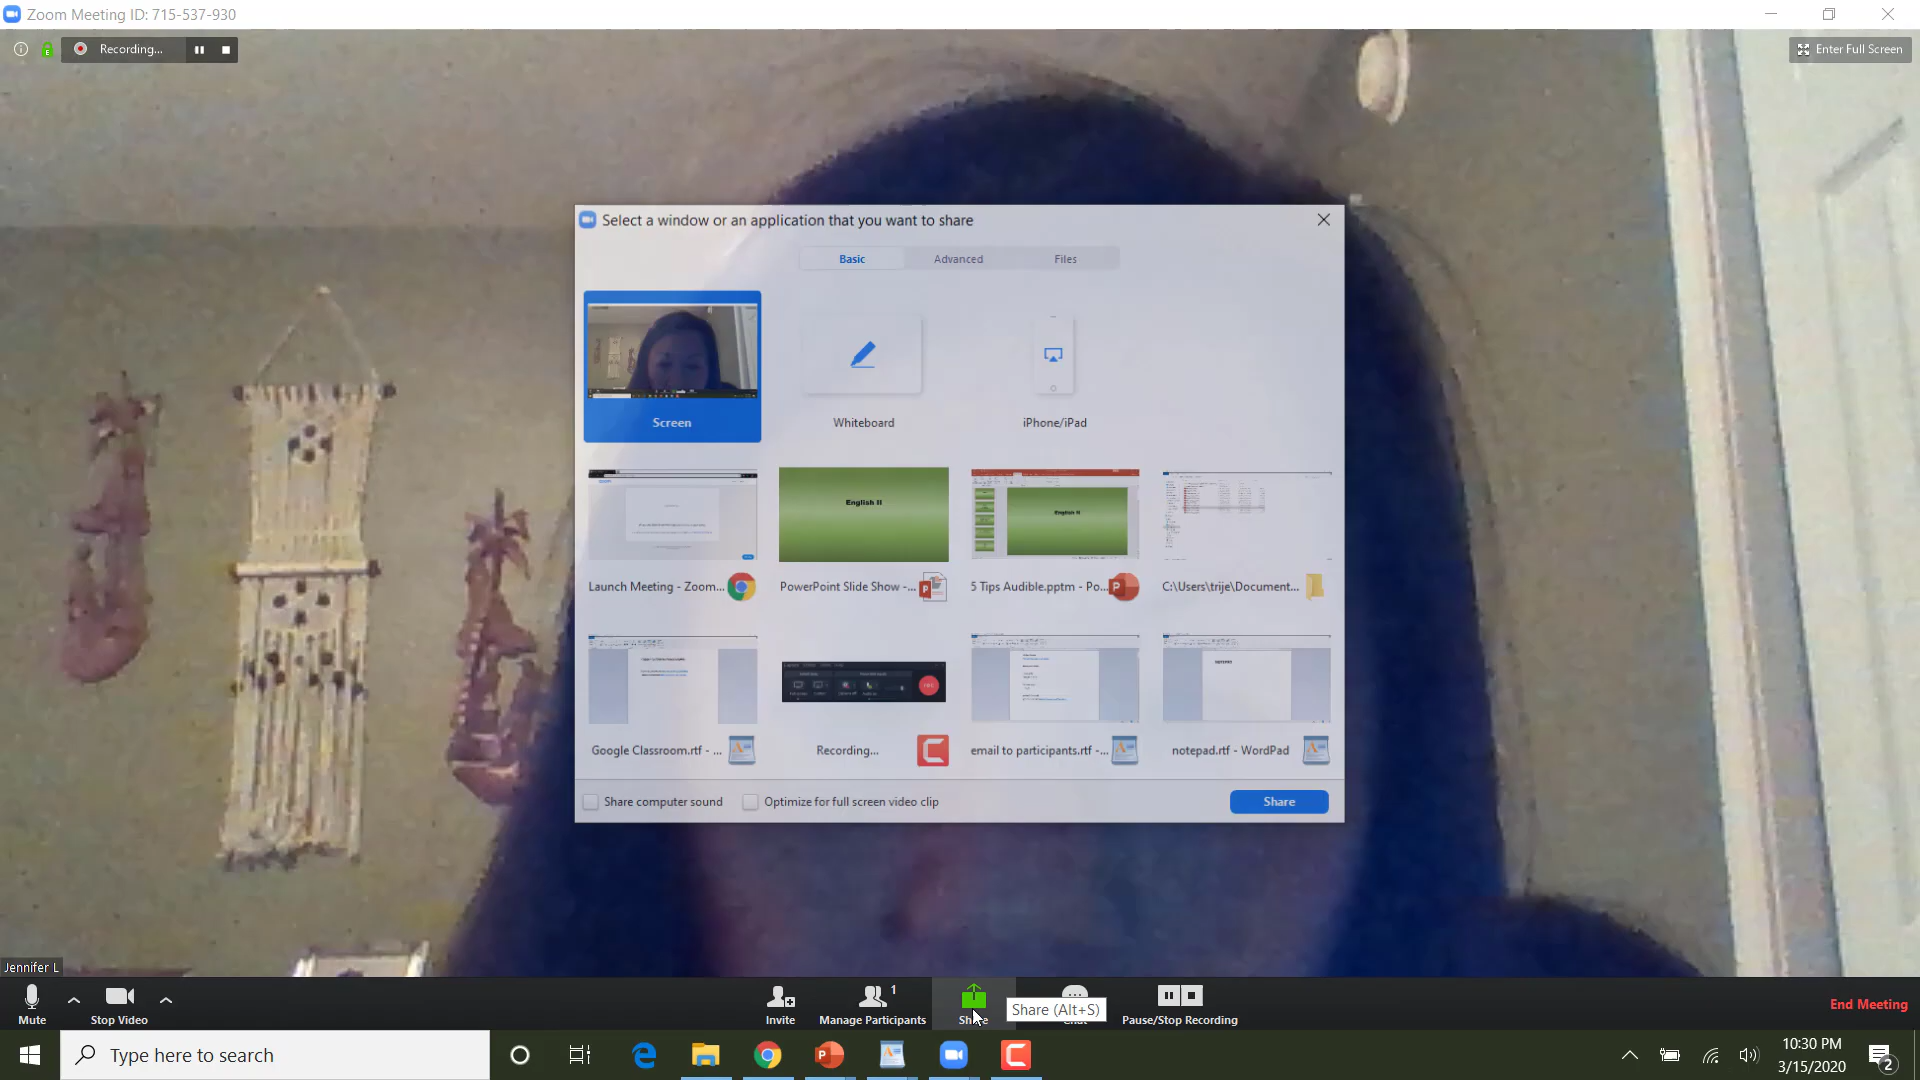 Zoom Meeting ID: 715-537-930
Recording...
Enter Full Screen
Select a window or an application that you want to share
Basic
Advanced
Files
Screen
Whiteboard
iPhone/iPad
English II
English II
Launch Meeting - Zoom...
PowerPoint Slide Show -...
5 Tips Audible.pptm - Po...
C:\Users\trije\Document...
Google Classroom.rtf - ...
Recording...
email to participants.rtf -...
notepad.rtf - WordPad
Share computer sound
Optimize for full screen video clip
Share
Jennifer L
Mute
Stop Video
Invite
1
Manage Participants
Share
Share (Alt+S)
Chat
Pause/Stop Recording
End Meeting
Type here to search
10:30 PM
3/15/2020
2